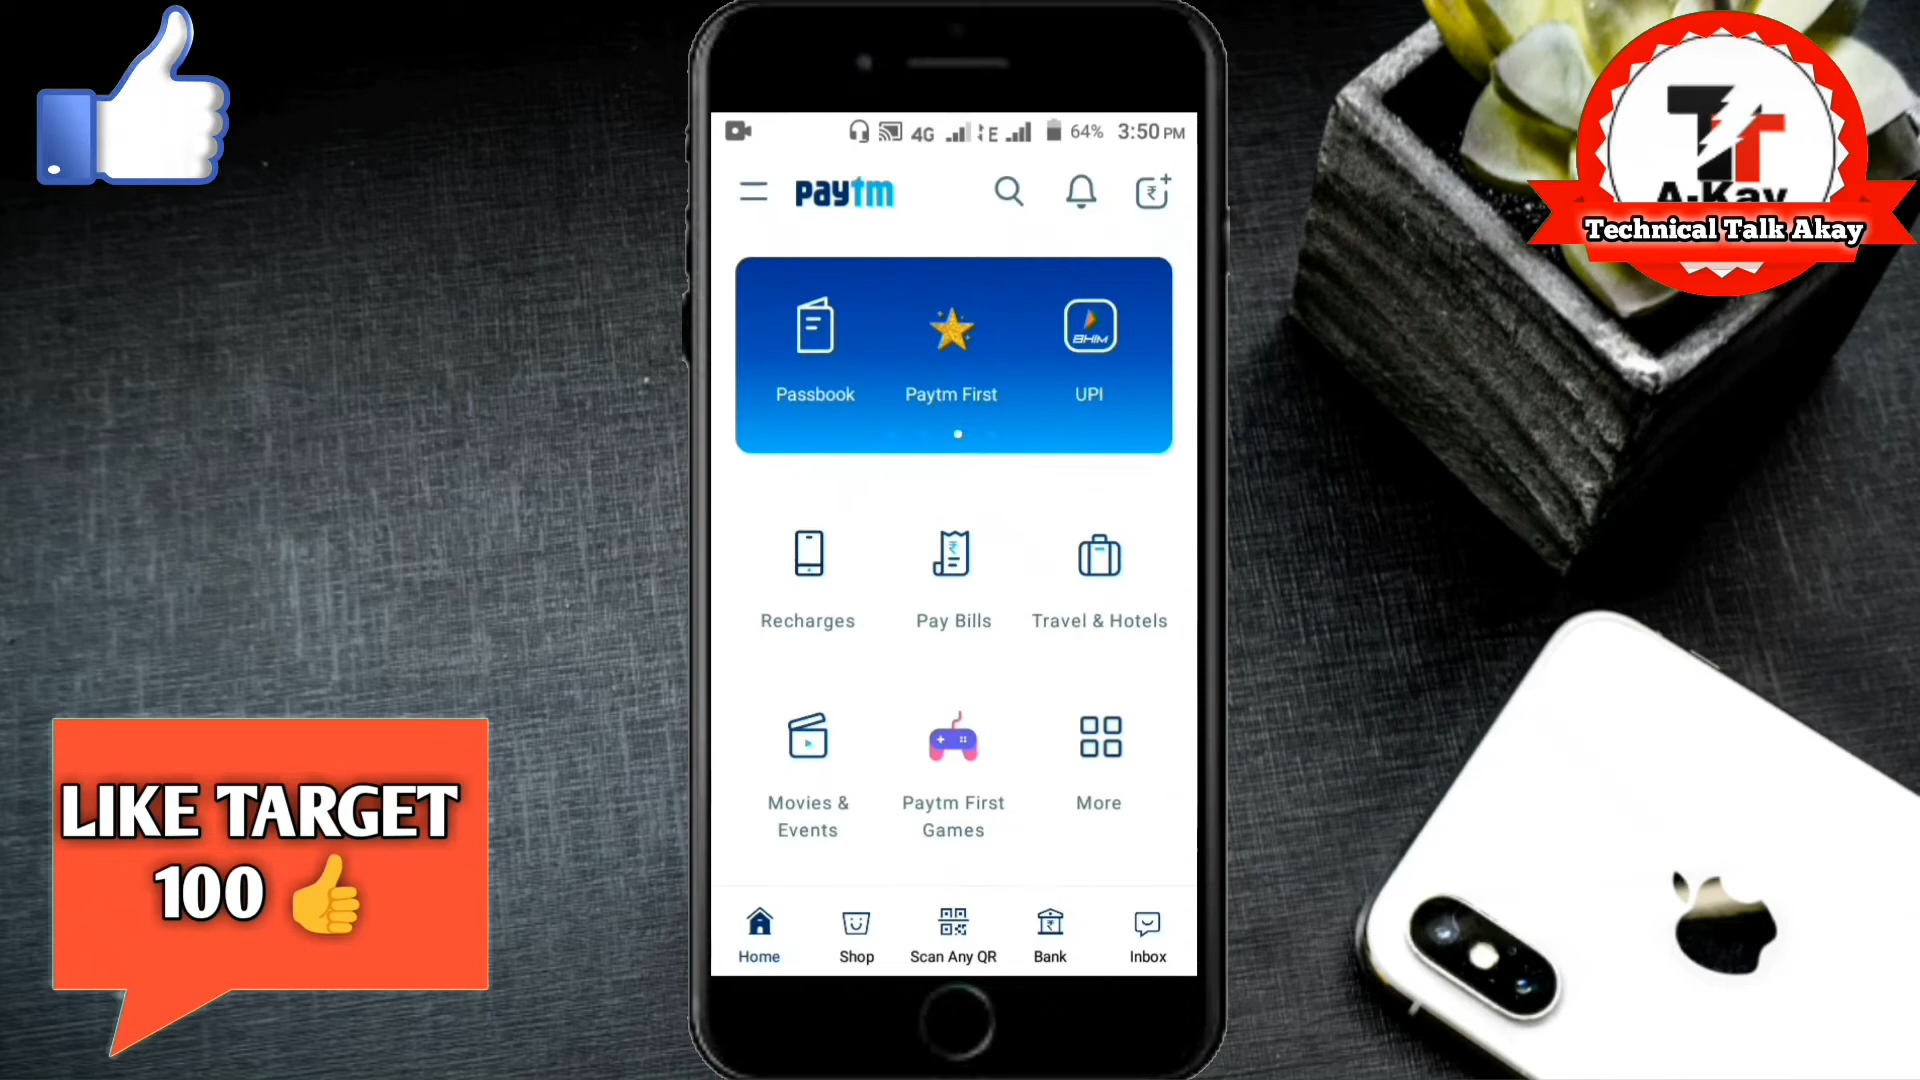 4G E 64% 3:50 PM
paytm
Passbook Paytm First UPI
BHIM
Recharges Pay Bills Travel & Hotels
Movies & Events
Paytm First Games
More
Home Shop Scan Any QR Bank Inbox
LIKE TARGET
100
TT
A-Kay
Technical Talk Akay